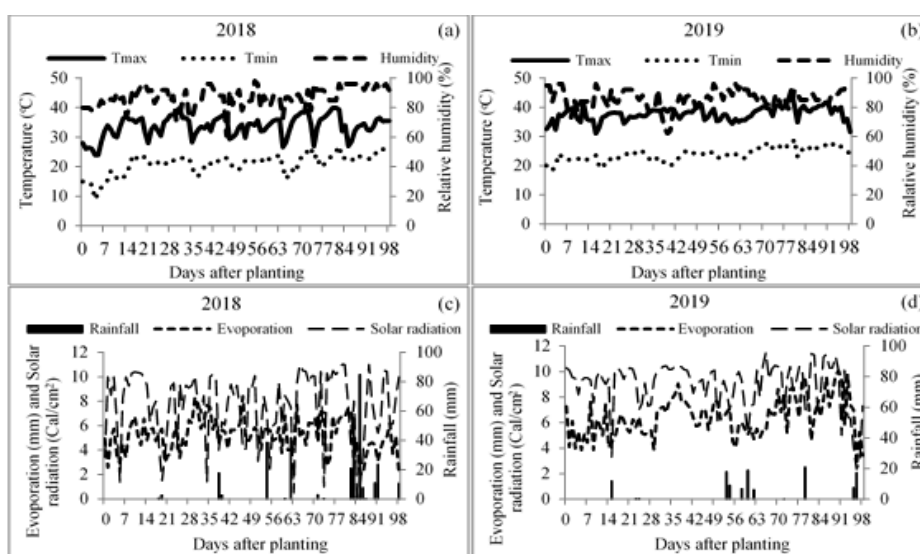 2018 (a)
Tmax Tmin Humidity
50 100
40 80
30 60
20 40
10 20
0 0
Temperature (°C)
Relative humidity (%)
0 7 14 21 28 35 42 49 56 63 70 77 84 91 98
Days after planting
2019 (b)
Tmax Tmin Humidity
50 100
40 80
30 60
20 40
10 20
0 0
Temperature (°C)
Ralative humidity (%)
0 7 14 21 28 35 42 49 56 63 70 77 84 91 98
Days after planting
2018 (c)
Rainfall Evoporation Solar radiation
12 100
10 80
8
6 60
4 40
2 20
0 0
Evoporation (mm) and Solar
radiation (Cal/cm²)
Rainfall (mm)
0 7 14 21 28 35 42 49 56 63 70 77 84 91 98
Days after planting
2019 (d)
Rainfall Evoporation Solar radiation
12 100
10 80
8
6 60
4 40
2 20
0 0
Evoporation (mm) and Solar
radiation (Cal/cm²)
Rainfall (mm)
0 7 14 21 28 35 42 49 56 63 70 77 84 91 98
Days after planting